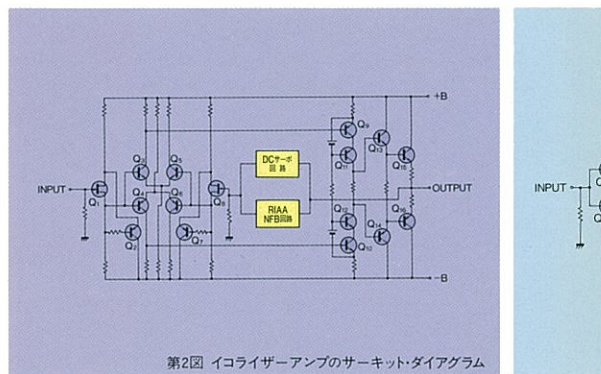 +B
Q3
Q5
Q9
Q13
Q11
Q15
DCサーボ
回 路
INPUT
Q1
Q4
Q6
Q8
OUTPUT
RIAA
NFB回路
Q12
Q14
Q16
Q2
Q7
Q10
-B
INPUT
第2図 イコライザーアンプのサーキット・ダイアグラム